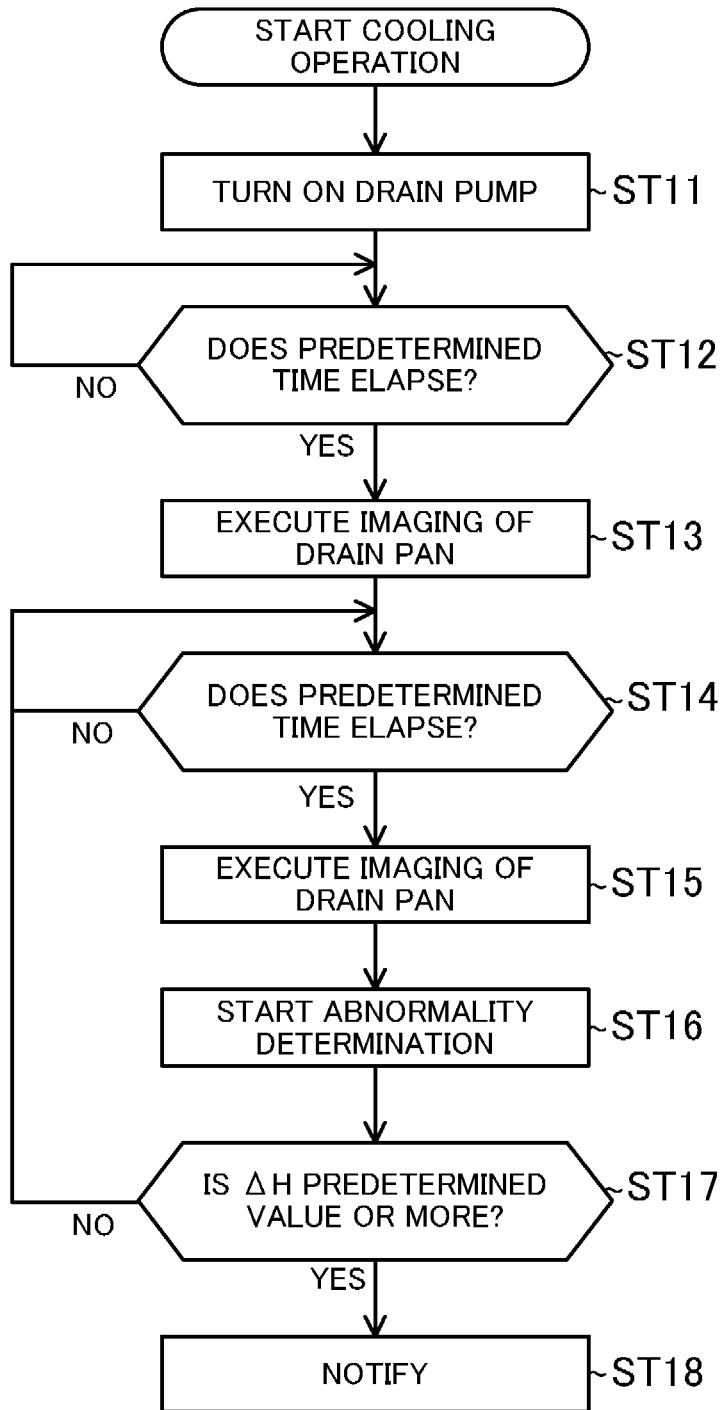 START COOLING
OPERATION
TURN ON DRAIN PUMP
ST11
DOES PREDETERMINED
TIME ELAPSE?
ST12
NO
YES
EXECUTE IMAGING OF
DRAIN PAN
ST13
DOES PREDETERMINED
TIME ELAPSE?
ST14
NO
YES
EXECUTE IMAGING OF
DRAIN PAN
ST15
START ABNORMALITY
DETERMINATION
ST16
IS ΔH PREDETERMINED
VALUE OR MORE?
ST17
NO
YES
NOTIFY
ST18